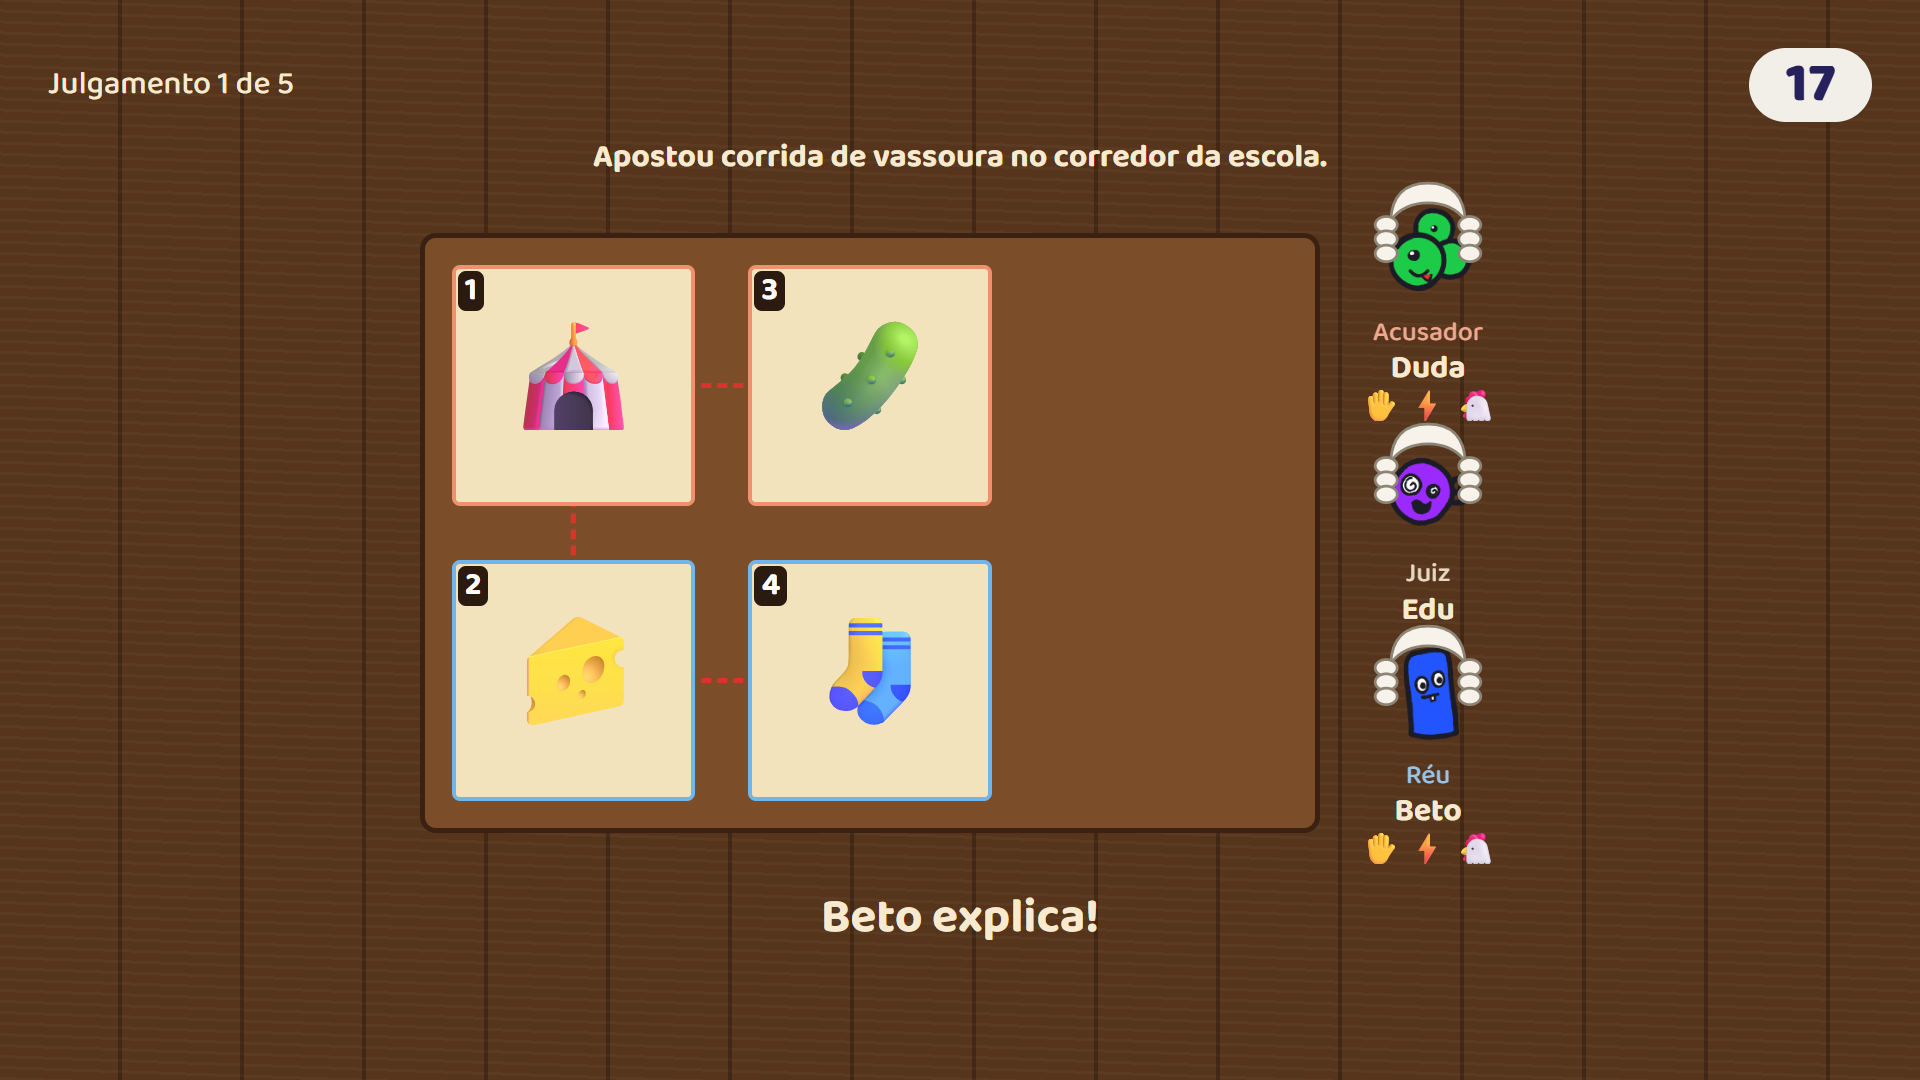 Julgamento 1 de 5
17
Apostou corrida de vassoura no corredor da escola.
1
3
2
4
Acusador
Duda
Juiz
Edu
Réu
Beto
Beto explica!